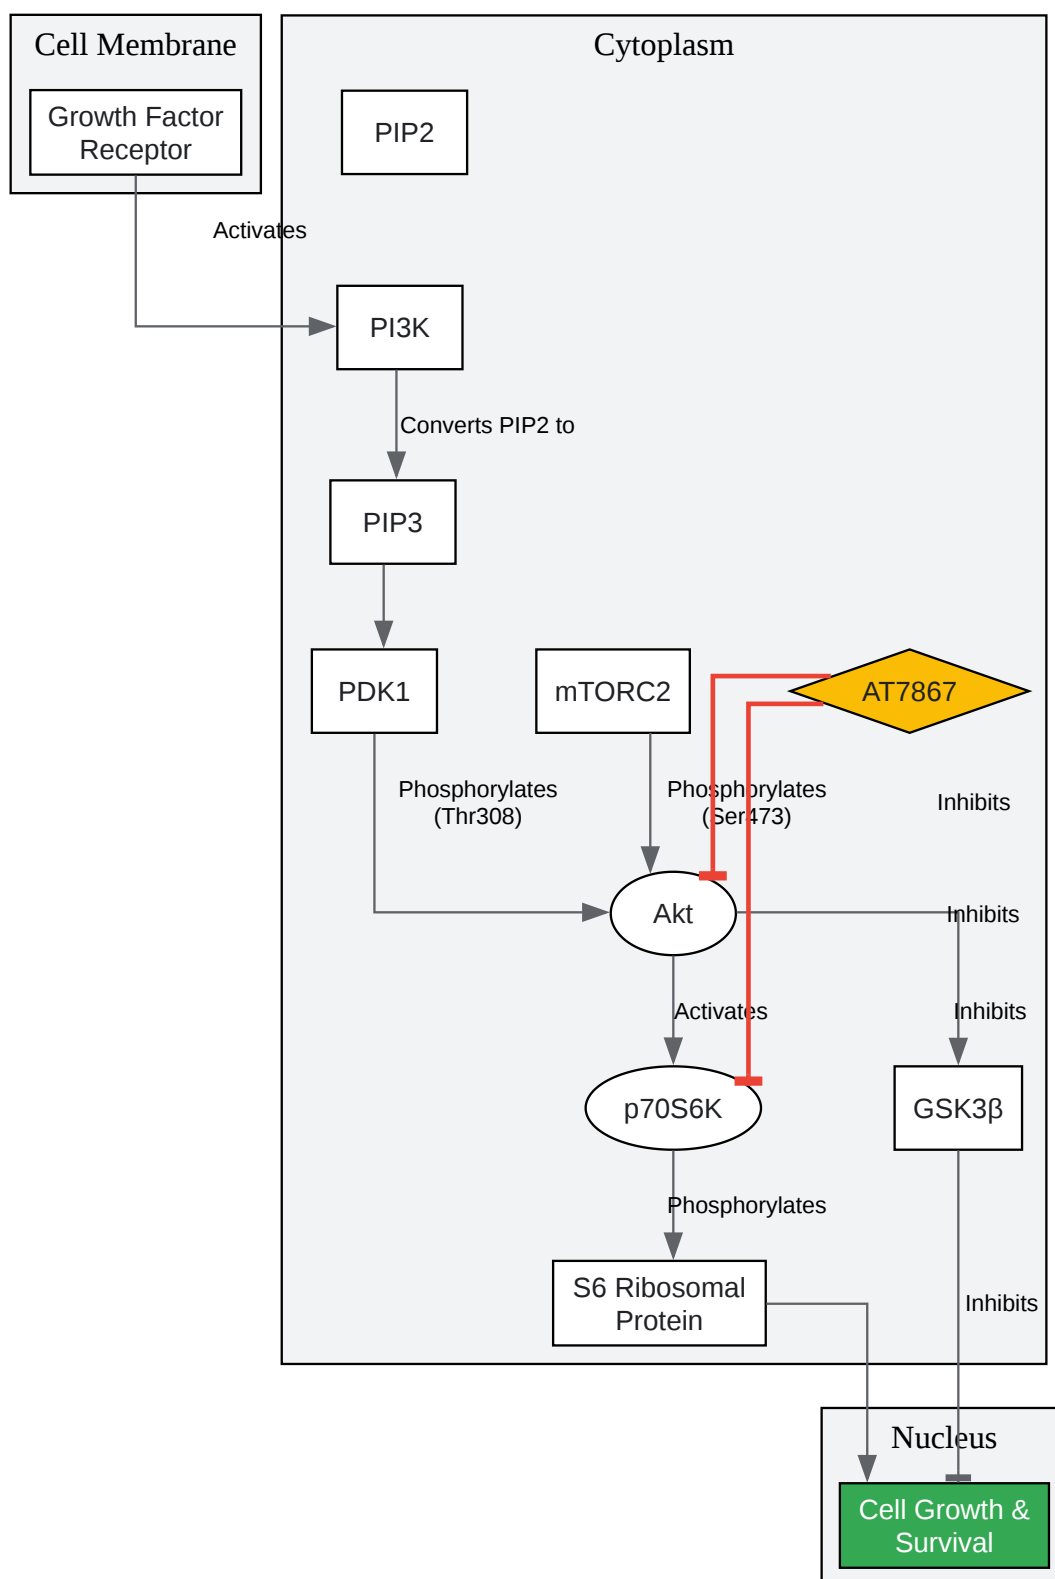 Cell Membrane
Cytoplasm
Growth Factor
Receptor
PIP2
Activates
PI3K
Converts PIP2 to
PIP3
PDK1
mTORC2
AT7867
Phosphorylates
(Thr308)
Phosphorylates
(Ser473)
Inhibits
Akt
Inhibits
Activates
Inhibits
p70S6K
GSK3β
Phosphorylates
S6 Ribosomal
Protein
Inhibits
Nucleus
Cell Growth &
Survival